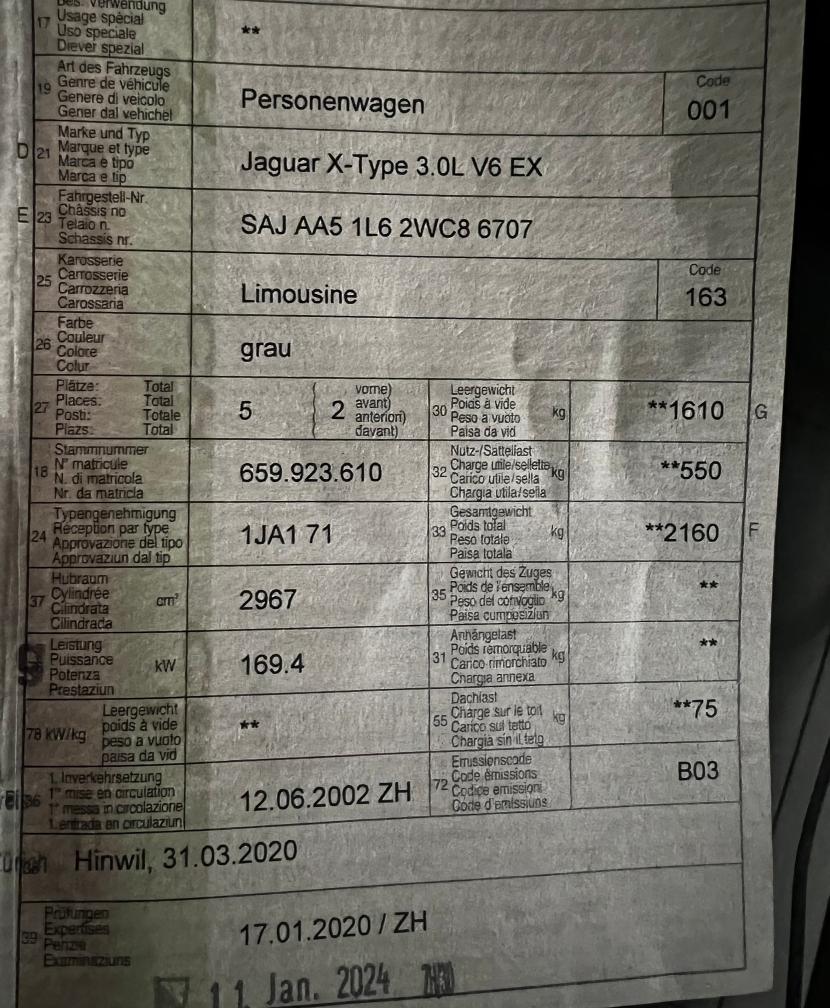 Bes. Verwendung
17 Usage spécial
Uso speciale
Diever spezial
**
Art des Fahrzeugs
19 Genre de véhicule
Genere di veicolo
Gener dal vehichel
Personenwagen
Code
001
D 21 Marke und Typ
Marque et type
Marca e tipo
Marca e tip
Jaguar X-Type 3.0L V6 EX
E 23 Fahrgestell-Nr.
Châssis no
Telaio n.
Schassis nr.
SAJ AA5 1L6 2WC8 6707
25 Karosserie
Carrosserie
Carrozzeria
Carossaria
Limousine
Code
163
26 Farbe
Couleur
Colore
Colur
grau
27 Plätze: Total
Places: Total
Posti: Totale
Plazs: Total
5
2
vorne)
avant)
anteriori)
davant)
30 Leergewicht
Poids à vide kg
Peso a vuoto
Paisa da vid
**1610
G
18 Stammnummer
N° matricule
N. di matricola
Nr. da matricla
659.923.610
32 Nutz-/Sattellast
Charge utile/sellette kg
Carico utile/sella
Chargia utila/sella
**550
24 Typengenehmigung
Réception par type
Approvazione del tipo
Approvaziun dal tip
1JA1 71
33 Gesamtgewicht
Poids total kg
Peso totale
Paisa totala
**2160
F
37 Hubraum
Cylindrée cm³
Cilindrata
Cilindrada
2967
35 Gewicht des Zuges
Poids de l'ensemble kg
Peso del convoglio
Paisa cumposiziun
**
Leistung
Puissance kW
Potenza
Prestaziun
169.4
31 Anhängelast
Poids remorquable kg
Carico rimorchiato
Chargia annexa
**
78 kW/kg Leergewicht
poids à vide
peso a vuoto
paisa da vid
**
55 Dachlast
Charge sur le toit kg
Carico sul tetto
Chargia sin il tetg
**75
36 1. Inverkehrsetzung
1re mise en circulation
1a messa in circolazione
1. entrada en circulaziun
12.06.2002 ZH
72 Emissionscode
Code émissions
Codice emissioni
Code d'emissiuns
B03
Hinwil, 31.03.2020
39 Prüfungen
Expertises
Perizie
Examinaziuns
17.01.2020 / ZH
11. Jan. 2024